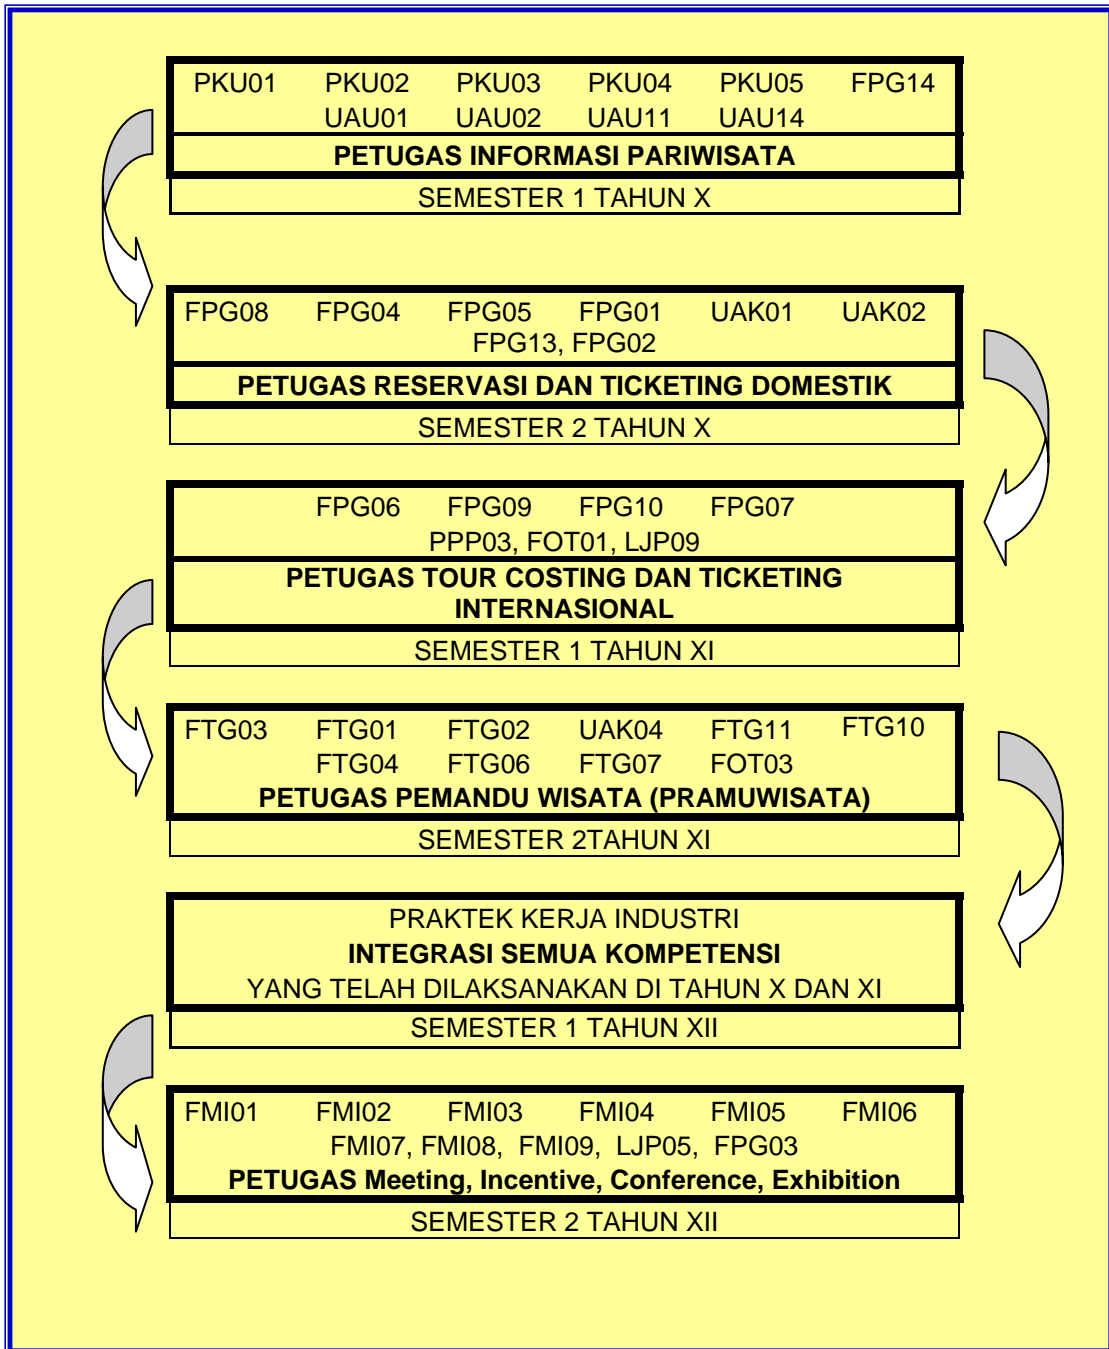 PKU01 PKU02 PKU03 PKU04 PKU05 FPG14
UAU01 UAU02 UAU11 UAU14
PETUGAS INFORMASI PARIWISATA
SEMESTER 1 TAHUN X
FPG08 FPG04 FPG05 FPG01 UAK01 UAK02
FPG13, FPG02
PETUGAS RESERVASI DAN TICKETING DOMESTIK
SEMESTER 2 TAHUN X
FPG06 FPG09 FPG10 FPG07
PPP03, FOT01, LJP09
PETUGAS TOUR COSTING DAN TICKETING
INTERNASIONAL
SEMESTER 1 TAHUN XI
FTG03 FTG01 FTG02 UAK04 FTG11 FTG10
FTG04 FTG06 FTG07 FOT03
PETUGAS PEMANDU WISATA (PRAMUWISATA)
SEMESTER 2TAHUN XI
PRAKTEK KERJA INDUSTRI
INTEGRASI SEMUA KOMPETENSI
YANG TELAH DILAKSANAKAN DI TAHUN X DAN XI
SEMESTER 1 TAHUN XII
FMI01 FMI02 FMI03 FMI04 FMI05 FMI06
FMI07, FMI08, FMI09, LJP05, FPG03
PETUGAS Meeting, Incentive, Conference, Exhibition
SEMESTER 2 TAHUN XII